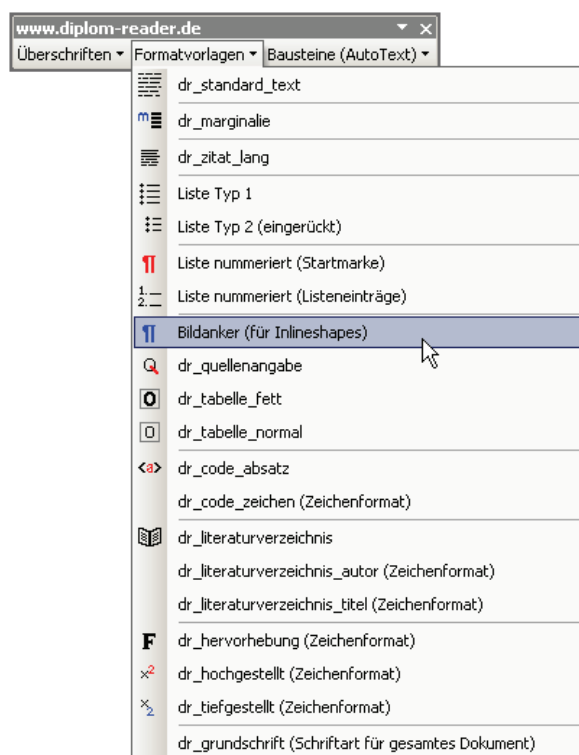 www.diplom-reader.de
Überschriften Formatvorlagen Bausteine (AutoText)
dr_standard_text
dr_marginalie
dr_zitat_lang
Liste Typ 1
Liste Typ 2 (eingerückt)
Liste nummeriert (Startmarke)
Liste nummeriert (Listeneinträge)
Bildanker (für Inlineshapes)
dr_quellenangabe
dr_tabelle_fett
dr_tabelle_normal
dr_code_absatz
dr_code_zeichen (Zeichenformat)
dr_literaturverzeichnis
dr_literaturverzeichnis_autor (Zeichenformat)
dr_literaturverzeichnis_titel (Zeichenformat)
dr_hervorhebung (Zeichenformat)
dr_hochgestellt (Zeichenformat)
dr_tiefgestellt (Zeichenformat)
dr_grundschrift (Schriftart für gesamtes Dokument)